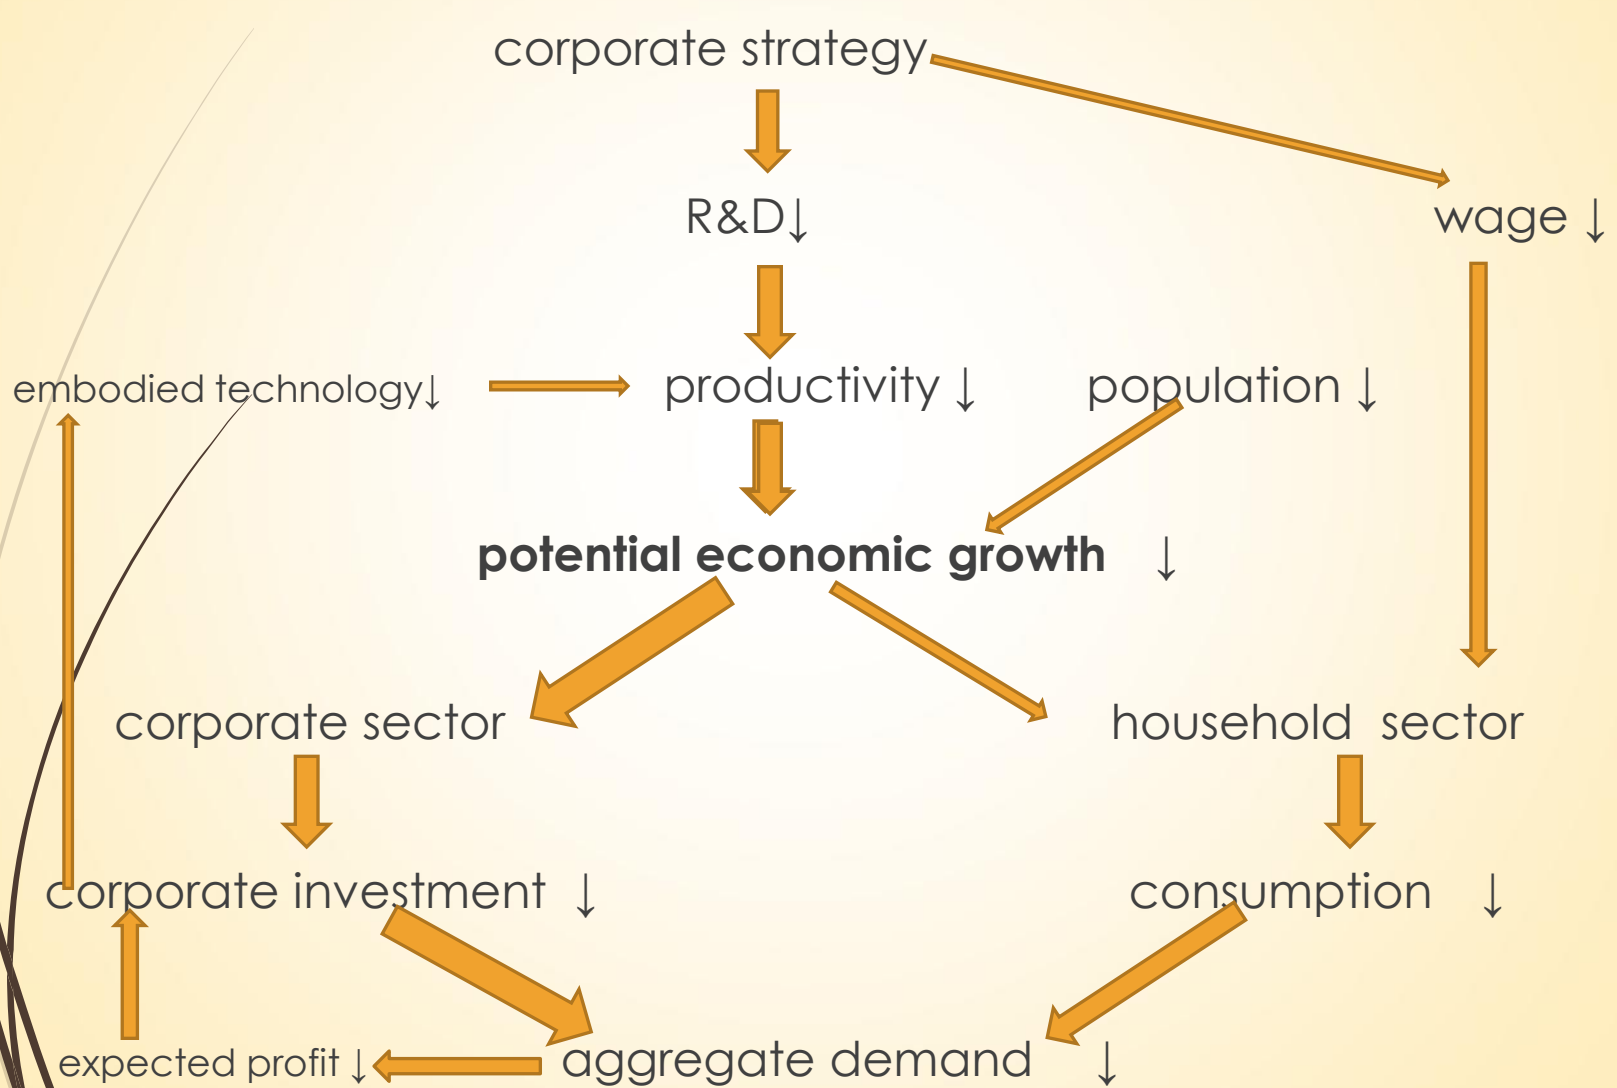 corporate strategy
R&D↓
wage ↓
embodied technology↓
productivity ↓
population ↓
potential economic growth ↓
corporate sector
household sector
corporate investment ↓
consumption ↓
expected profit ↓
aggregate demand ↓